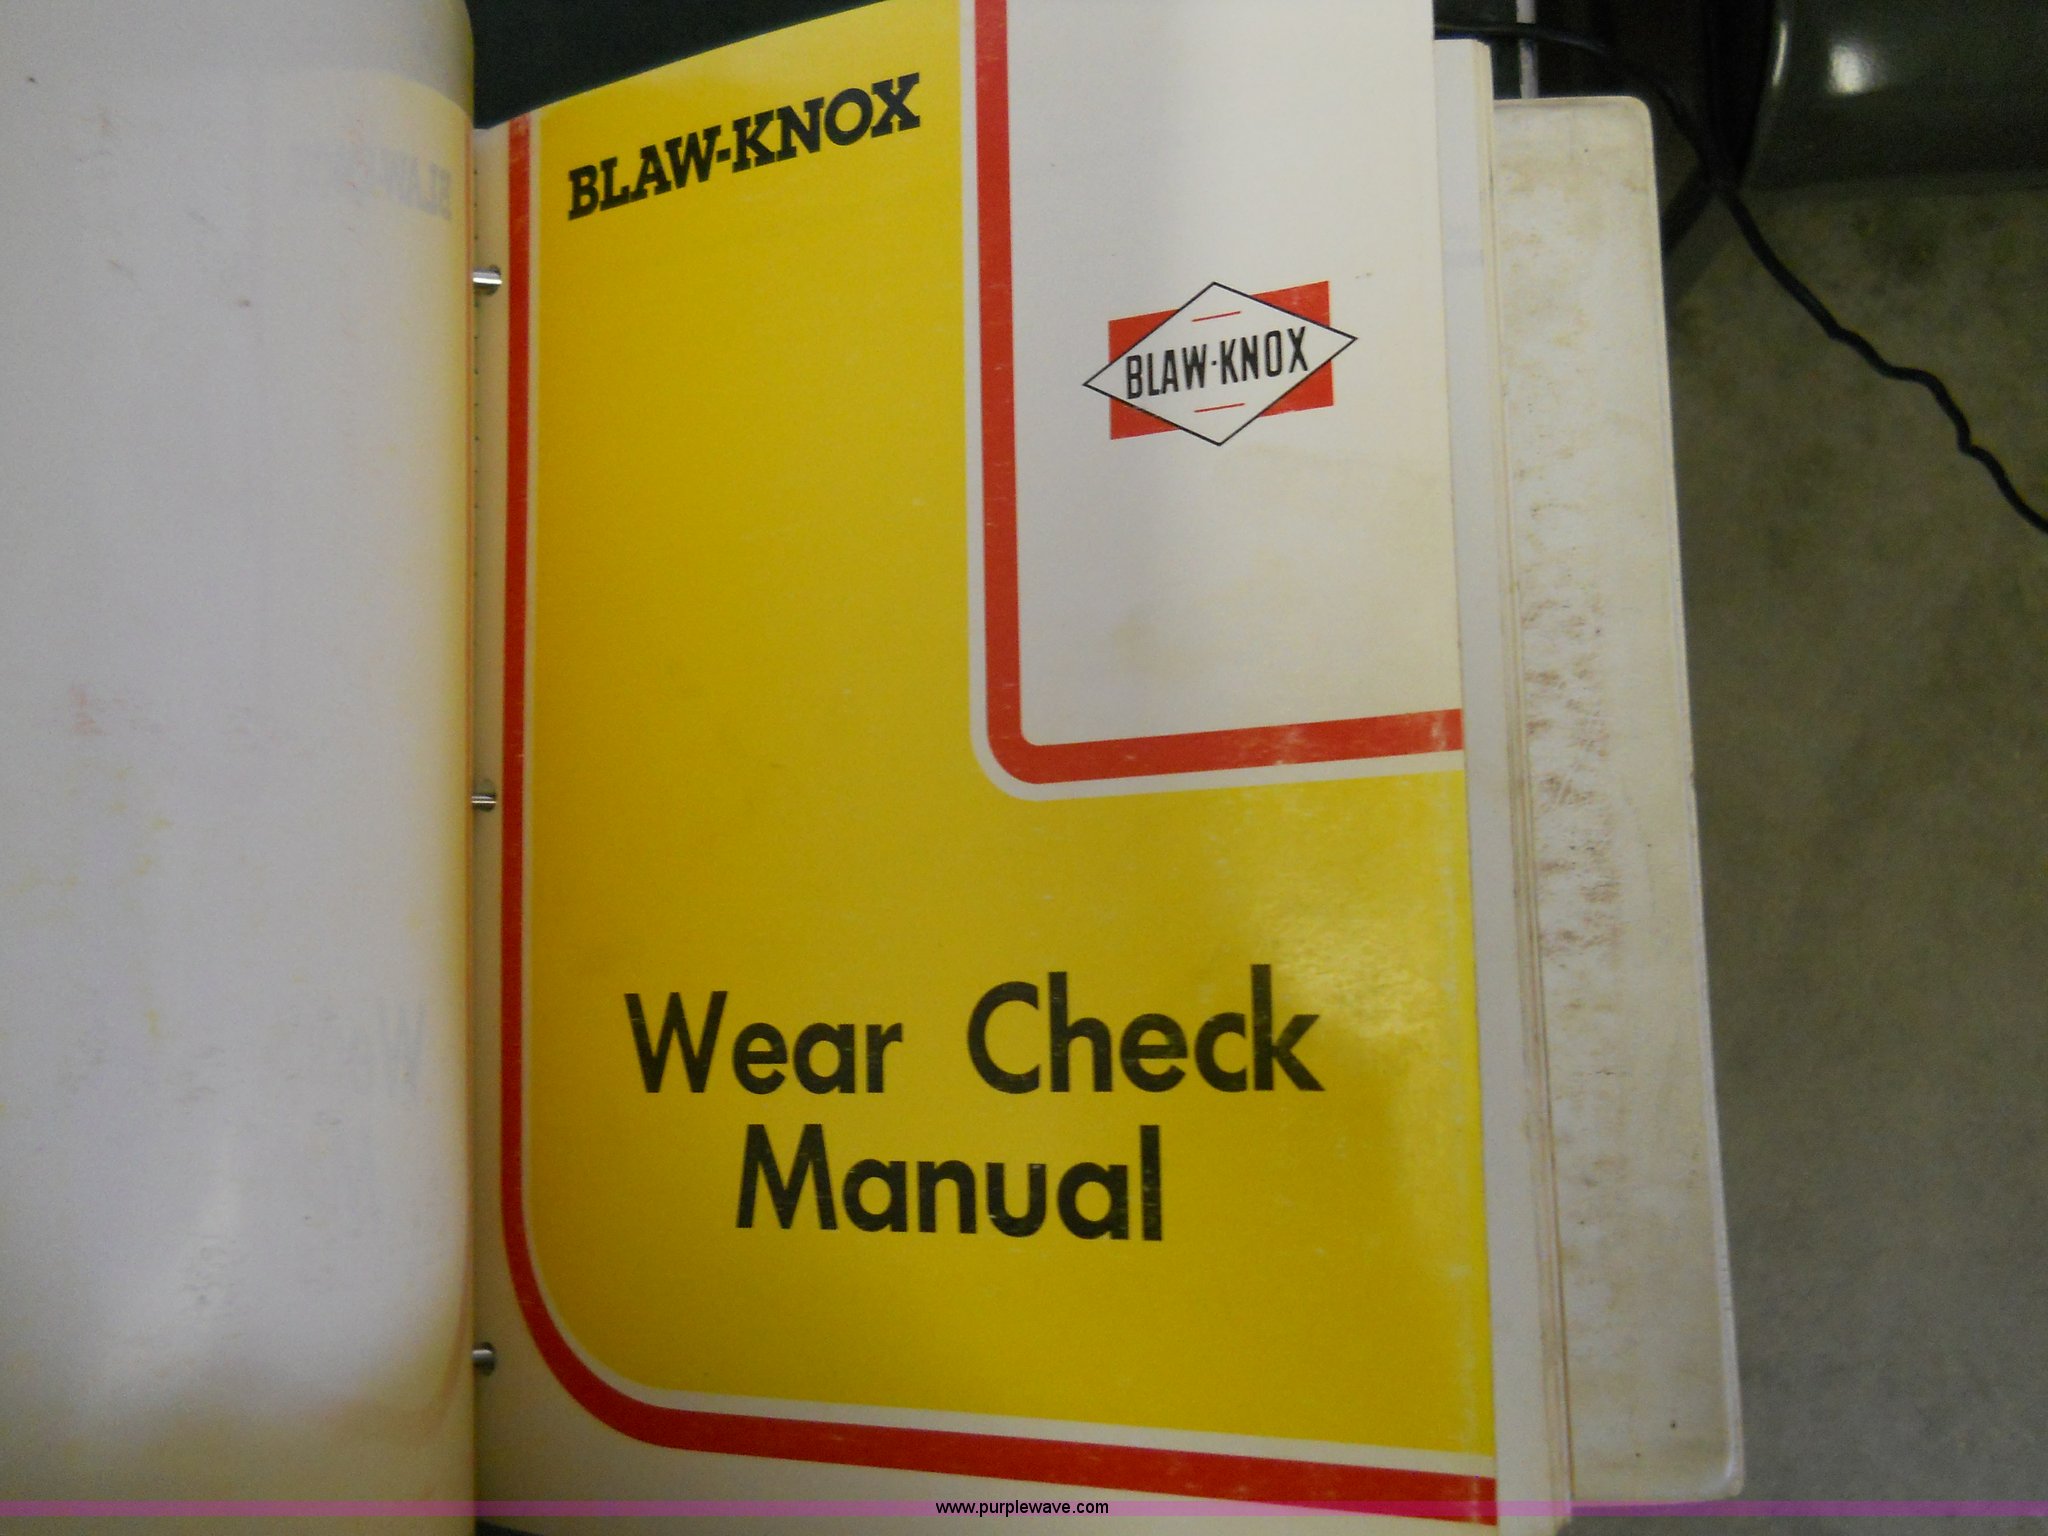 BLAW-KNOX
BLAW·KNOX
Wear Check
Manual
www.purplewave.com